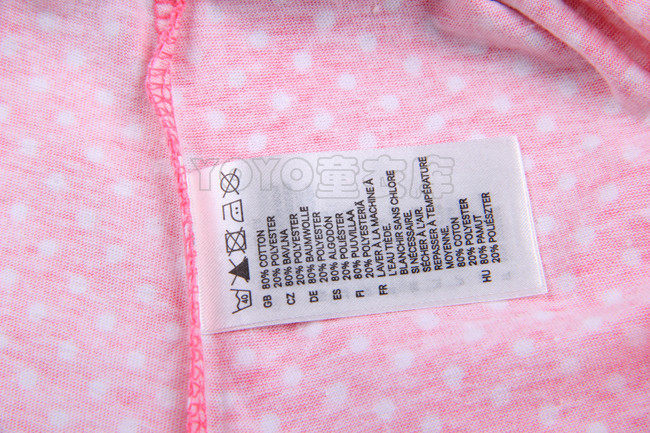 YOYO童衣库
40
GB 80% COTTON
20% POLYESTER
CZ 80% BAVLNA
20% POLYESTER
DE 80% BAUMWOLLE
20% POLYESTER
ES 80% ALGODÓN
20% POLIÉSTER
FI 80% PUUVILLAA
20% POLYESTERIÄ
FR LAVER À LA MACHINE À
L'EAU TIÈDE.
BLANCHIR SANS CHLORE
SI NÉCESSAIRE.
SÉCHER À L'AIR.
REPASSER À TEMPÉRATURE
MOYENNE.
80% COTON
20% POLYESTER
HU 80% PAMUT
20% POLIÉSZTER